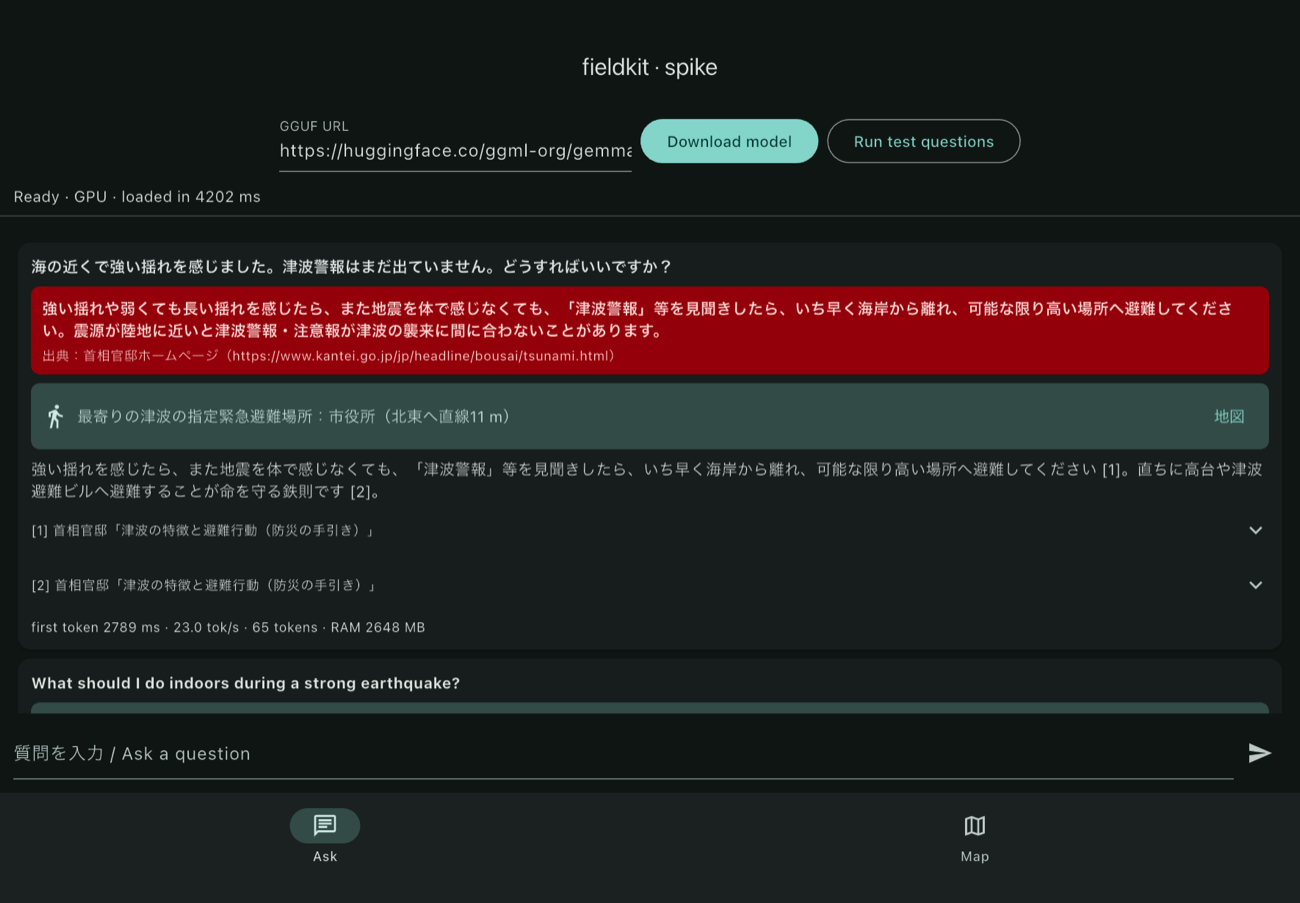 fieldkit · spike
GGUF URL
https://huggingface.co/ggml-org/gemma
Download model
Run test questions
Ready · GPU · loaded in 4202 ms
海の近くで強い揺れを感じました。津波警報はまだ出ていません。どうすればいいですか？
強い揺れや弱くても長い揺れを感じたら、また地震を体で感じなくても、「津波警報」等を見聞きしたら、いち早く海岸から離れ、可能な限り高い場所へ避難してくださ
い。震源が陸地に近いと津波警報・注意報が津波の襲来に間に合わないことがあります。
出典：首相官邸ホームページ（https://www.kantei.go.jp/jp/headline/bousai/tsunami.html）
最寄りの津波の指定緊急避難場所：市役所（北東へ直線11 m）
地図
強い揺れを感じたら、また地震を体で感じなくても、「津波警報」等を見聞きしたら、いち早く海岸から離れ、可能な限り高い場所へ避難してください [1]。直ちに高台や津波
避難ビルへ避難することが命を守る鉄則です [2]。
[1] 首相官邸「津波の特徴と避難行動（防災の手引き）」
[2] 首相官邸「津波の特徴と避難行動（防災の手引き）」
first token 2789 ms · 23.0 tok/s · 65 tokens · RAM 2648 MB
What should I do indoors during a strong earthquake?
質問を入力 / Ask a question
Ask
Map